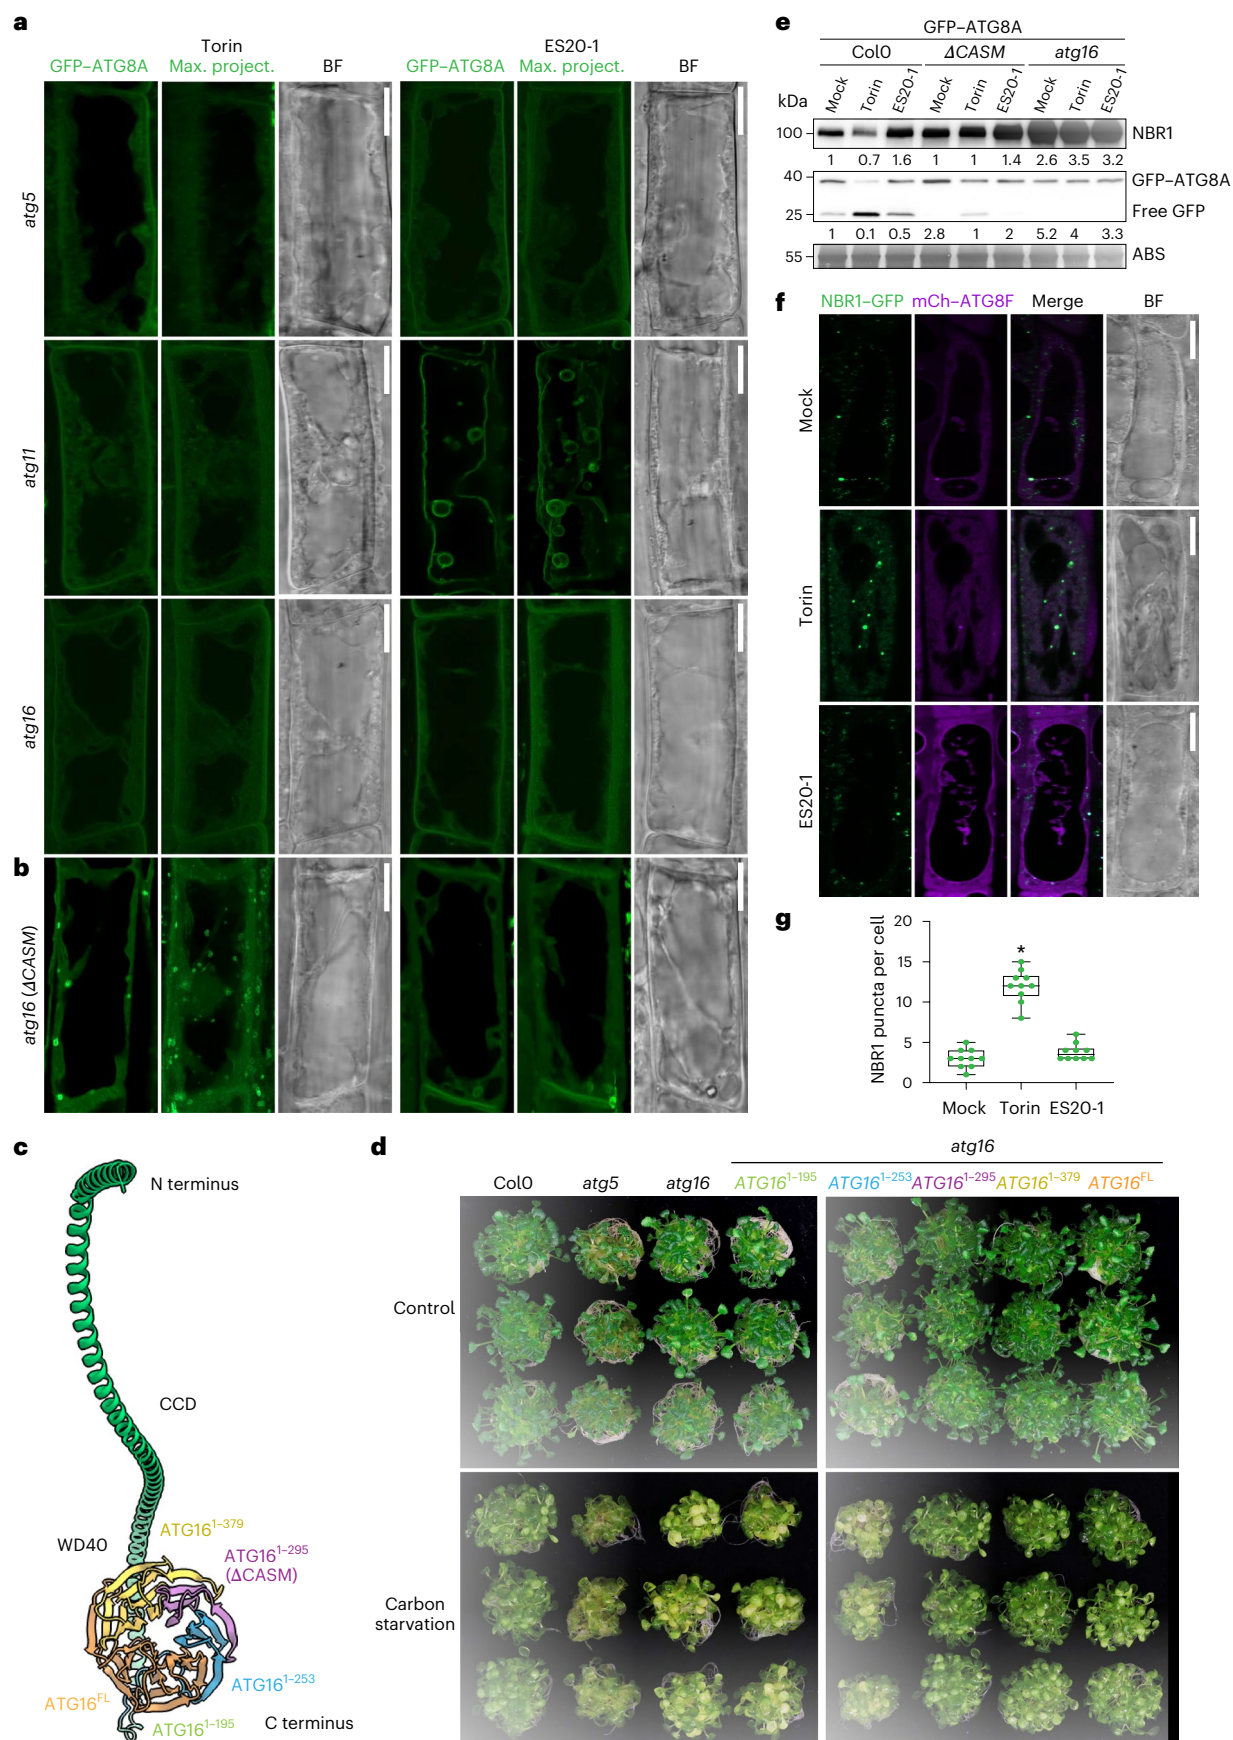 a
Torin
ES20-1
GFP–ATG8A Max. project. BF GFP–ATG8A Max. project. BF
atg5
atg11
atg16
b
atg16 (ΔCASM)
c
N terminus
CCD
ATG16¹⁻³⁷⁹
WD40
ATG16¹⁻²⁹⁵
(ΔCASM)
ATG16¹⁻²⁵³
ATG16ᶠᴸ
ATG16¹⁻¹⁹⁵
C terminus
d
atg16
Col0 atg5 atg16 ATG16¹⁻¹⁹⁵ ATG16¹⁻²⁵³ ATG16¹⁻²⁹⁵ ATG16¹⁻³⁷⁹ ATG16ᶠᴸ
Control
Carbon
starvation
e
GFP–ATG8A
Col0 ΔCASM atg16
kDa Mock Torin ES20-1 Mock Torin ES20-1 Mock Torin ES20-1
100 NBR1
1 0.7 1.6 1 1 1.4 2.6 3.5 3.2
40 GFP–ATG8A
25 Free GFP
1 0.1 0.5 2.8 1 2 5.2 4 3.3
55 ABS
f
NBR1–GFP mCh–ATG8F Merge BF
Mock
Torin
ES20-1
g
NBR1 puncta per cell
20
15
10
5
0
*
Mock Torin ES20-1